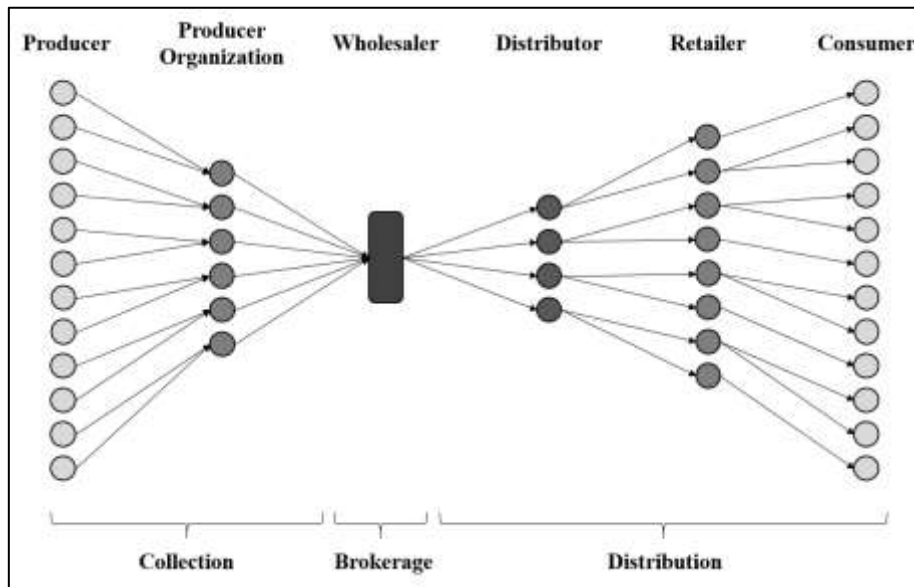 Producer
Producer
Organization
Wholesaler
Distributor
Retailer
Consumer
Collection
Brokerage
Distribution